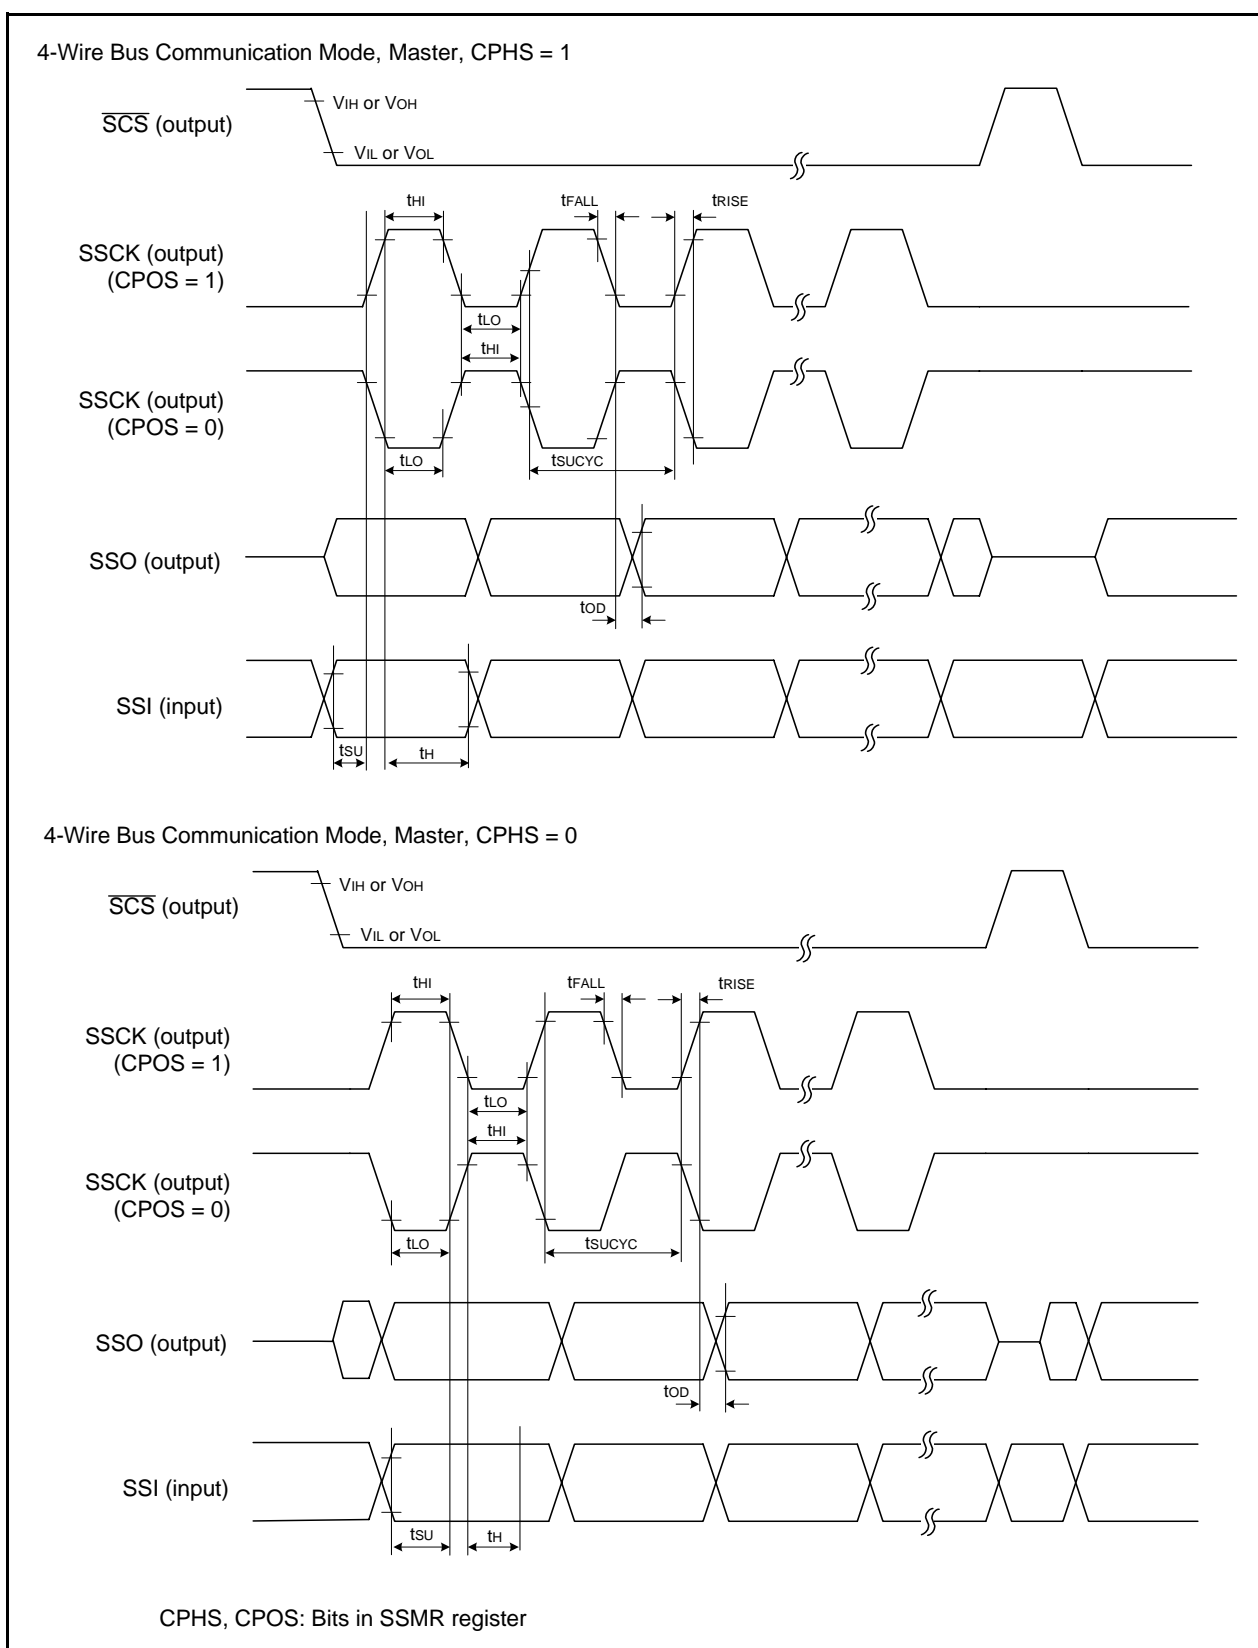 4-Wire Bus Communication Mode, Master, CPHS = 1
VIH or VOH
SCS (output)
VIL or VOL
tHI
tFALL
tRISE
SSCK (output)
(CPOS = 1)
tLO
tHI
SSCK (output)
(CPOS = 0)
tLO
tSUCYC
SSO (output)
tOD
SSI (input)
tSU
tH
4-Wire Bus Communication Mode, Master, CPHS = 0
VIH or VOH
SCS (output)
VIL or VOL
tHI
tFALL
tRISE
SSCK (output)
(CPOS = 1)
tLO
tHI
SSCK (output)
(CPOS = 0)
tLO
tSUCYC
SSO (output)
tOD
SSI (input)
tSU
tH
CPHS, CPOS: Bits in SSMR register